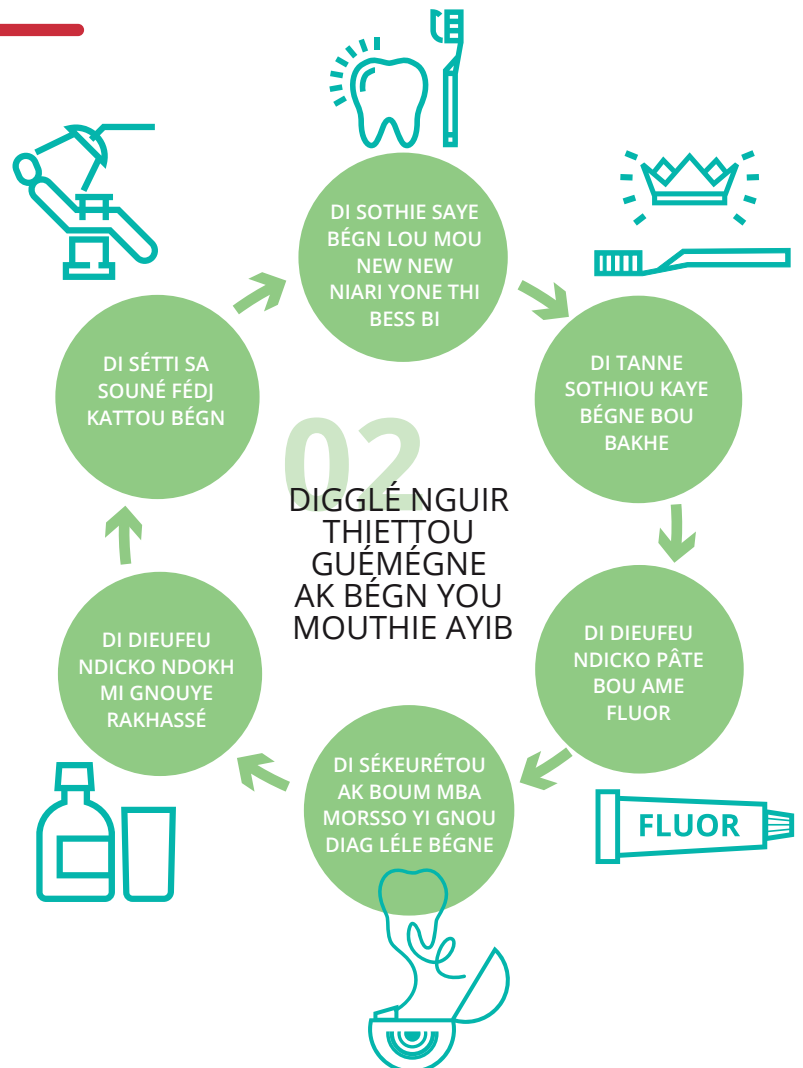 02
DIGGLÉ NGUIR
THIETTOU
GUÉMÉGNE
AK BÉGN YOU
MOUTHIE AYIB
DI SOTHIE SAYE
BÉGN LOU MOU
NEW NEW
NIARI YONE THI
BESS BI
DI TANNE
SOTHIOU KAYE
BÉGNE BOU
BAKHE
DI DIEUFEU
NDICKO PÂTE
BOU AME
FLUOR
FLUOR
DI SÉKEURÉTOU
AK BOUM MBA
MORSSO YI GNOU
DIAG LÉLE BÉGNE
DI DIEUFEU
NDICKO NDOKH
MI GNOUYE
RAKHASSÉ
DI SÉTTI SA
SOUNÉ FÉDJ
KATTOU BÉGN